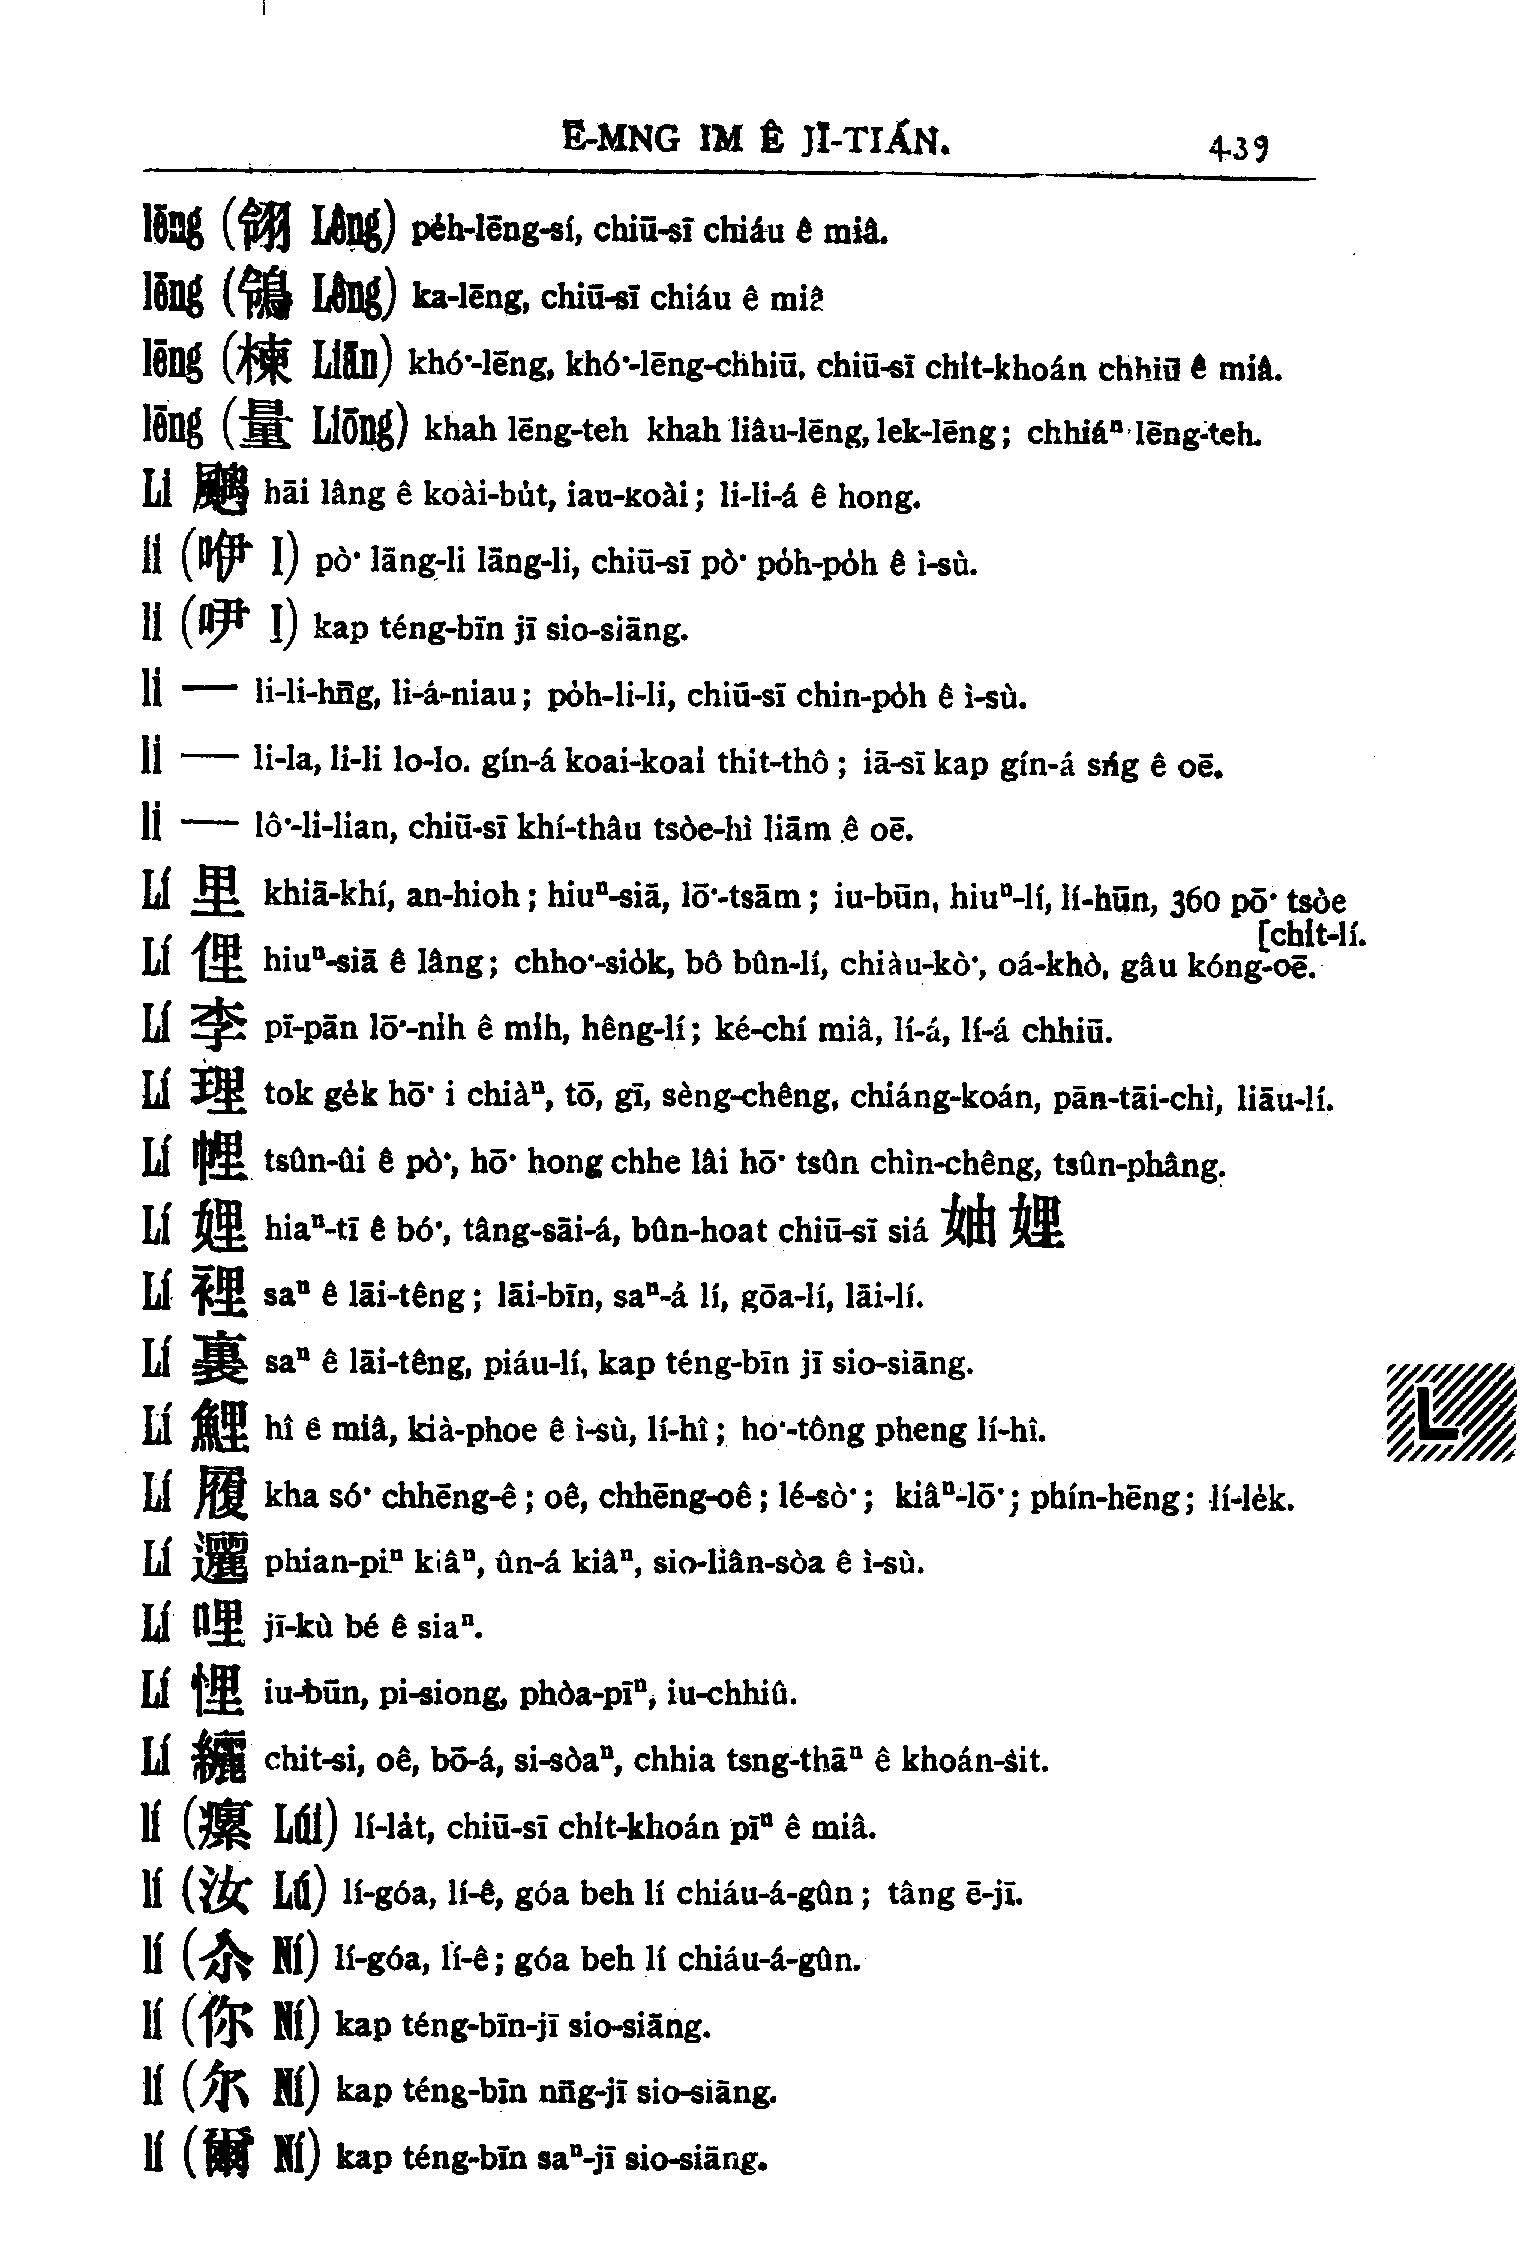 Ē-MNG IM Ê JĪ-TIÁN. 439
lēng (翎 Lêng) pe̍h-lēng-sí, chiū-sī chiáu ê miâ.
lēng (鴒 Lêng) ka-lēng, chiū-sī chiáu ê miâ
lēng (楝 Liān) khó͘-lēng, khó͘-lēng-chhiū, chiū-sī chi̍t-khoán chhiū ê miâ.
lēng (量 Liōng) khah lēng-teh khah liâu-lēng, lek-lēng; chhiáⁿ lēng-teh.
Li hāi lâng ê koài-bu̍t, iau-koài; li-li-á ê hong.
li (咿 I) pò͘ lāng-li lāng-li, chiū-sī pò͘ po̍h-po̍h ê ì-sù.
li (吚 I) kap téng-bīn jī sio-siāng.
li — li-li-hn̄g, li-á-niau; po̍h-li-li, chiū-sī chin-po̍h ê ì-sù.
li — li-la, li-li lo-lo. gín-á koai-koai thit-thô; iā-sī kap gín-á sńg ê oē.
li — lô͘-li-lian, chiū-sī khí-thâu tsòe-hì liām ê oē.
Lí 里 khiā-khí, an-hioh; hiuⁿ-siā, lō͘-tsām; iu-būn, hiuⁿ-lí, lí-hūn, 360 pō͘ tsòe
[chi̍t-lí.
Lí 俚 hiuⁿ-siā ê lâng; chho͘-sio̍k, bô bûn-lí, chiàu-kò͘, oá-khò, gâu kóng-oē.
Lí 李 pī-pān lō͘-ni̍h ê mi̍h, hêng-lí; ké-chí miâ, lí-á, lí-á chhiū.
Lí 理 tok ge̍k hō͘ i chiàⁿ, tō, gī, sèng-chêng, chiáng-koán, pān-tāi-chì, liāu-lí.
Lí 悝 tsûn-ûi ê pò͘, hō͘ hong chhe lâi hō͘ tsûn chìn-chêng, tsûn-phâng.
Lí 娌 hiaⁿ-tī ê bó͘, tâng-sāi-á, bûn-hoat chiū-sī siá 妯 娌
Lí 裡 saⁿ ê lāi-têng; lāi-bīn, saⁿ-á lí, gōa-lí, lāi-lí.
Lí 裏 saⁿ ê lāi-têng, piáu-lí, kap téng-bīn jī sio-siāng.
Lí 鯉 hî ê miâ, kià-phoe ê ì-sù, lí-hî; ho͘-tông pheng lí-hî.
Lí 履 kha só͘ chhēng-ê; oê, chhēng-oê; lé-sò͘; kiâⁿ-lō͘; phín-hēng; lí-le̍k.
Lí 邐 phian-piⁿ kiâⁿ, ûn-á kiâⁿ, sio-liân-sòa ê ì-sù.
Lí 哩 jī-kù bé ê siaⁿ.
Lí 悝 iu-būn, pi-siong, phòa-pīⁿ, iu-chhiû.
Lí 纚 chit-si, oê, bō-á, si-sòaⁿ, chhia tsng-thāⁿ ê khoán-sit.
lí (瘰 Lúi) lí-la̍t, chiū-sī chi̍t-khoán pīⁿ ê miâ.
lí (汝 Lú) lí-góa, lí-ê, góa beh lí chiáu-á-gûn; tâng ē-jī.
lí (尒 Ní) lí-góa, lí-ê; góa beh lí chiáu-á-gûn.
lí (你 Ní) kap téng-bīn-jī sio-siāng.
lí (尔 Ní) kap téng-bīn nn̄g-jī sio-siāng.
lí (爾 Ní) kap téng-bīn saⁿ-jī sio-siāng.
L